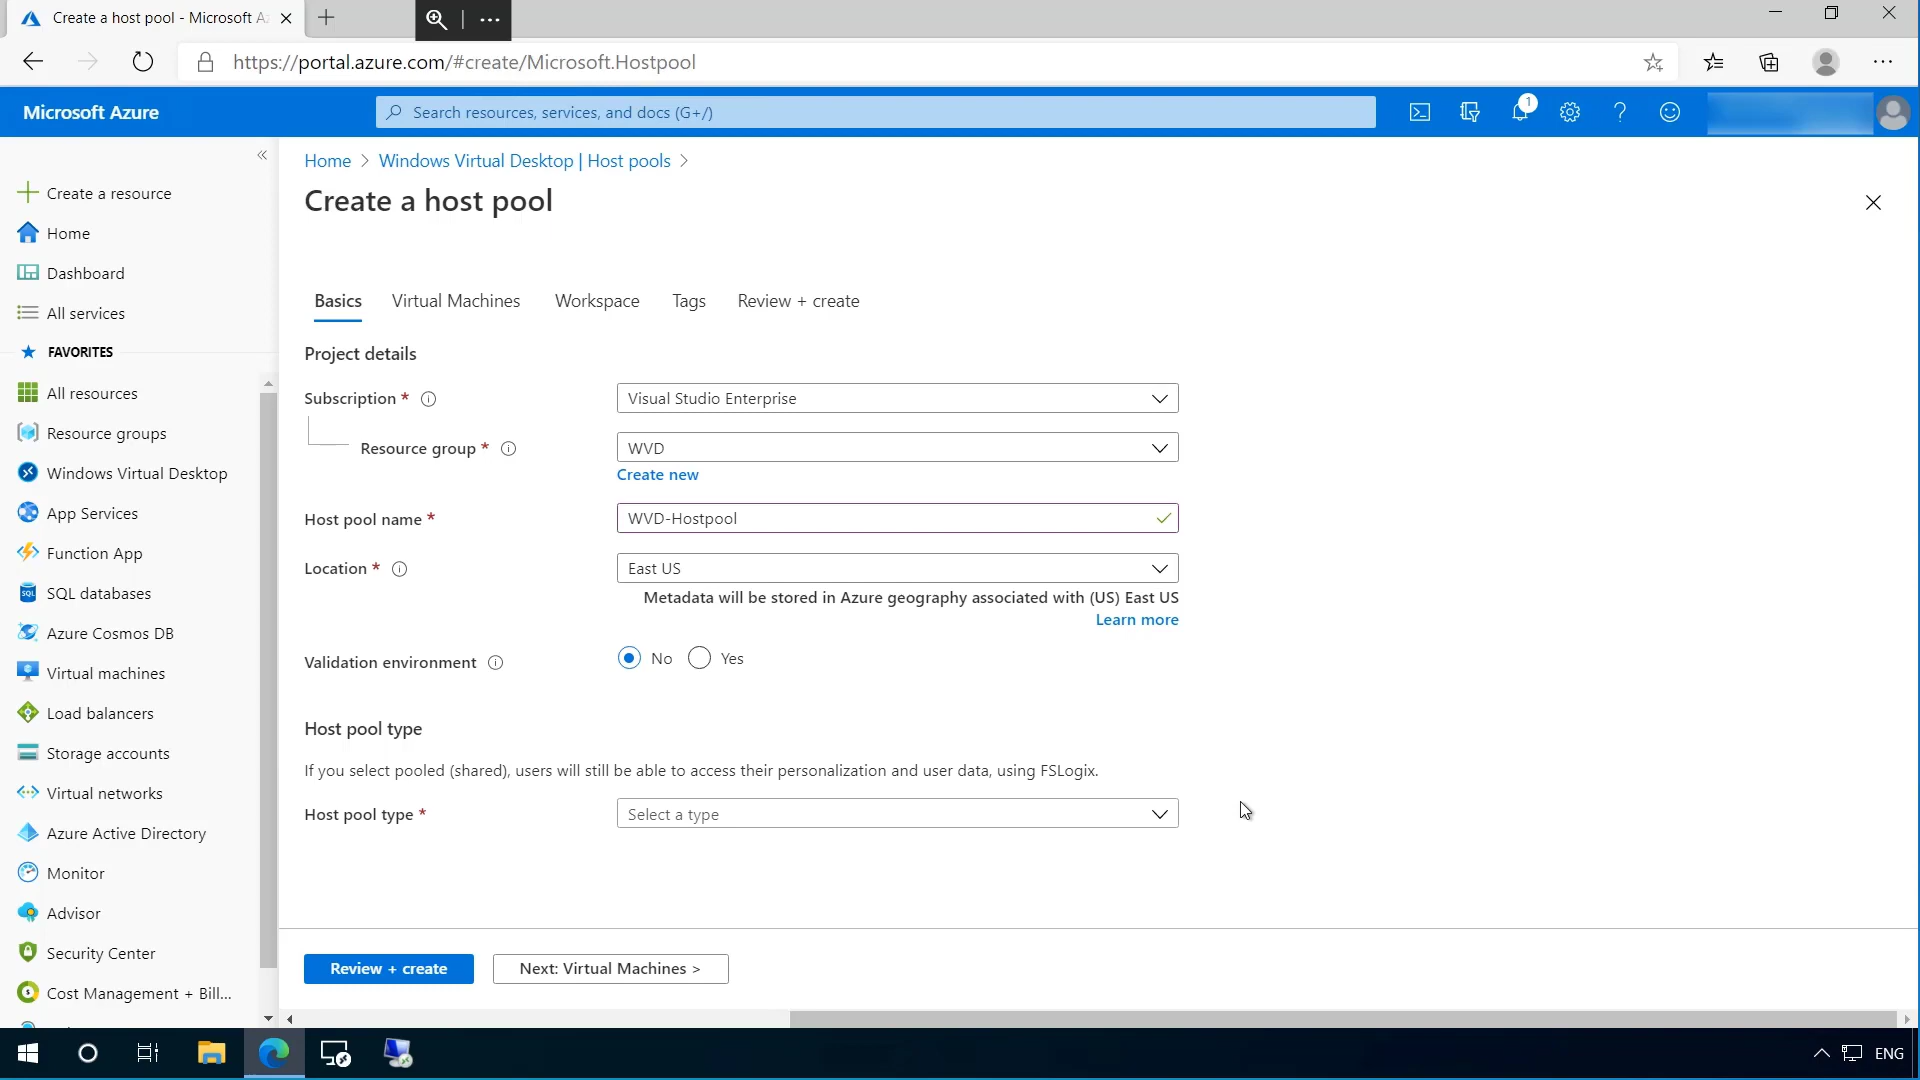 Create a host pool - Microsoft A
https://portal.azure.com/#create/Microsoft.Hostpool
Microsoft Azure
Search resources, services, and docs (G+/)
1
Home > Windows Virtual Desktop | Host pools >
Create a host pool
Create a resource
Home
Dashboard
All services
FAVORITES
All resources
Resource groups
Windows Virtual Desktop
App Services
Function App
SQL databases
Azure Cosmos DB
Virtual machines
Load balancers
Storage accounts
Virtual networks
Azure Active Directory
Monitor
Advisor
Security Center
Cost Management + Bill...
Basics Virtual Machines Workspace Tags Review + create
Project details
Subscription * Visual Studio Enterprise
Resource group * WVD
Create new
Host pool name * WVD-Hostpool
Location * East US
Metadata will be stored in Azure geography associated with (US) East US
Learn more
Validation environment No Yes
Host pool type
If you select pooled (shared), users will still be able to access their personalization and user data, using FSLogix.
Host pool type * Select a type
Review + create Next: Virtual Machines >
ENG